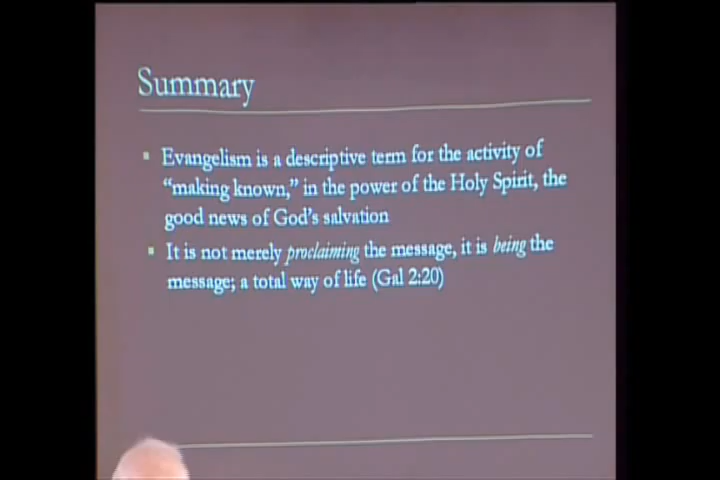 Summary
Evangelism is a descriptive term for the activity of
“making known,” in the power of the Holy Spirit, the
good news of God’s salvation
It is not merely proclaiming the message, it is being the
message; a total way of life (Gal 2:20)